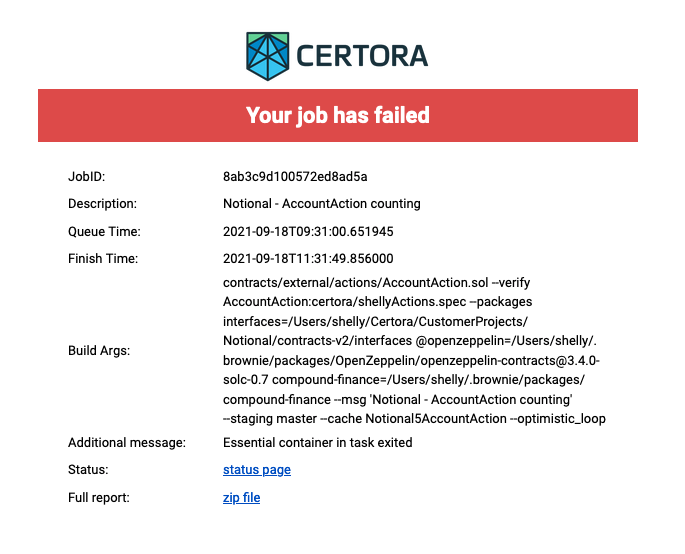 CERTORA
Your job has failed
JobID: 8ab3c9d100572ed8ad5a
Description: Notional - AccountAction counting
Queue Time: 2021-09-18T09:31:00.651945
Finish Time: 2021-09-18T11:31:49.856000
contracts/external/actions/AccountAction.sol --verify
AccountAction:certora/shellyActions.spec --packages
interfaces=/Users/shelly/Certora/CustomerProjects/
Notional/contracts-v2/interfaces @openzeppelin=/Users/shelly/.
Build Args: brownie/packages/OpenZeppelin/openzeppelin-contracts@3.4.0-
solc-0.7 compound-finance=/Users/shelly/.brownie/packages/
compound-finance --msg 'Notional - AccountAction counting'
--staging master --cache Notional5AccountAction --optimistic_loop
Additional message: Essential container in task exited
Status: status page
Full report: zip file